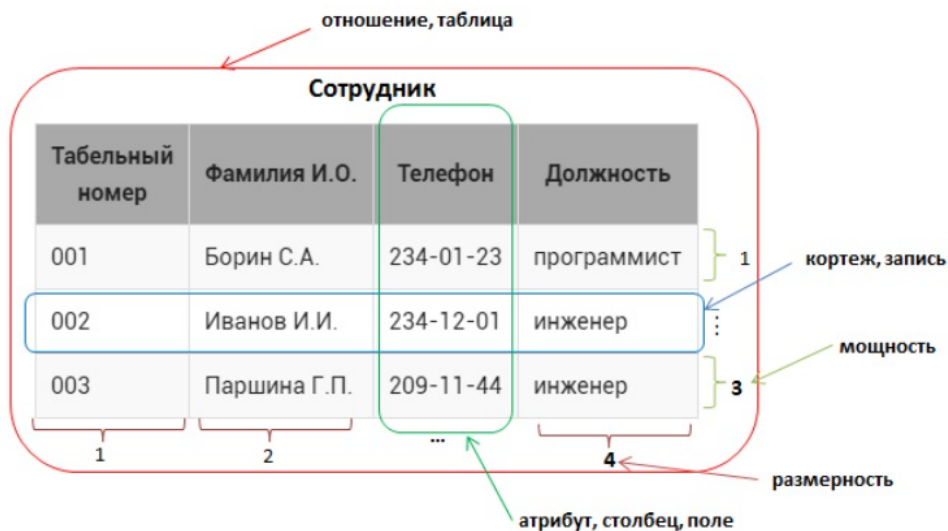 отношение, таблица
Сотрудник
Табельный номер Фамилия И.О. Телефон Должность
001 Борин С.А. 234-01-23 программист 1
кортеж, запись
002 Иванов И.И. 234-12-01 инженер ...
мощность
003 Паршина Г.П. 209-11-44 инженер 3
1 2 ... 4
размерность
атрибут, столбец, поле